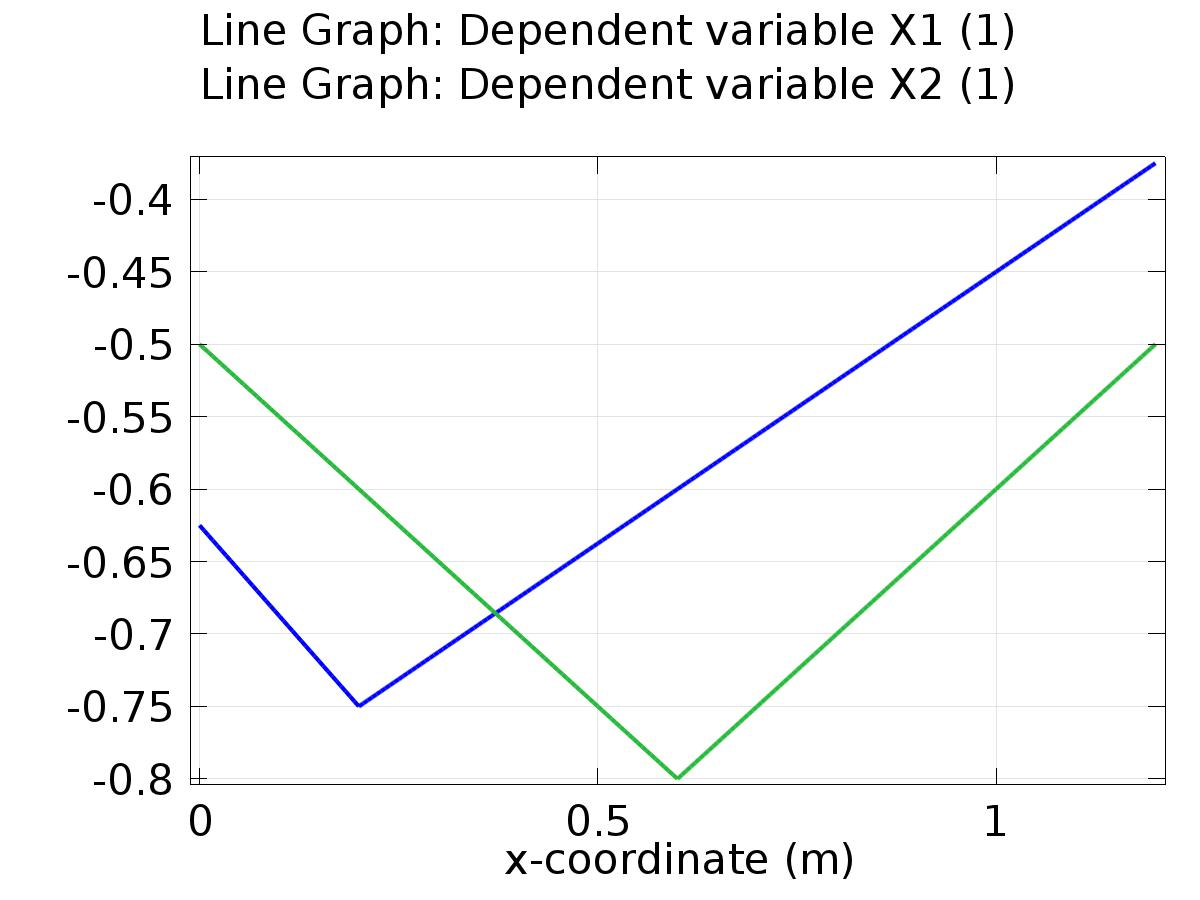 Line Graph: Dependent variable X1 (1)
Line Graph: Dependent variable X2 (1)
-0.4
-0.45
-0.5
-0.55
-0.6
-0.65
-0.7
-0.75
-0.8
0 0.5 1
x-coordinate (m)